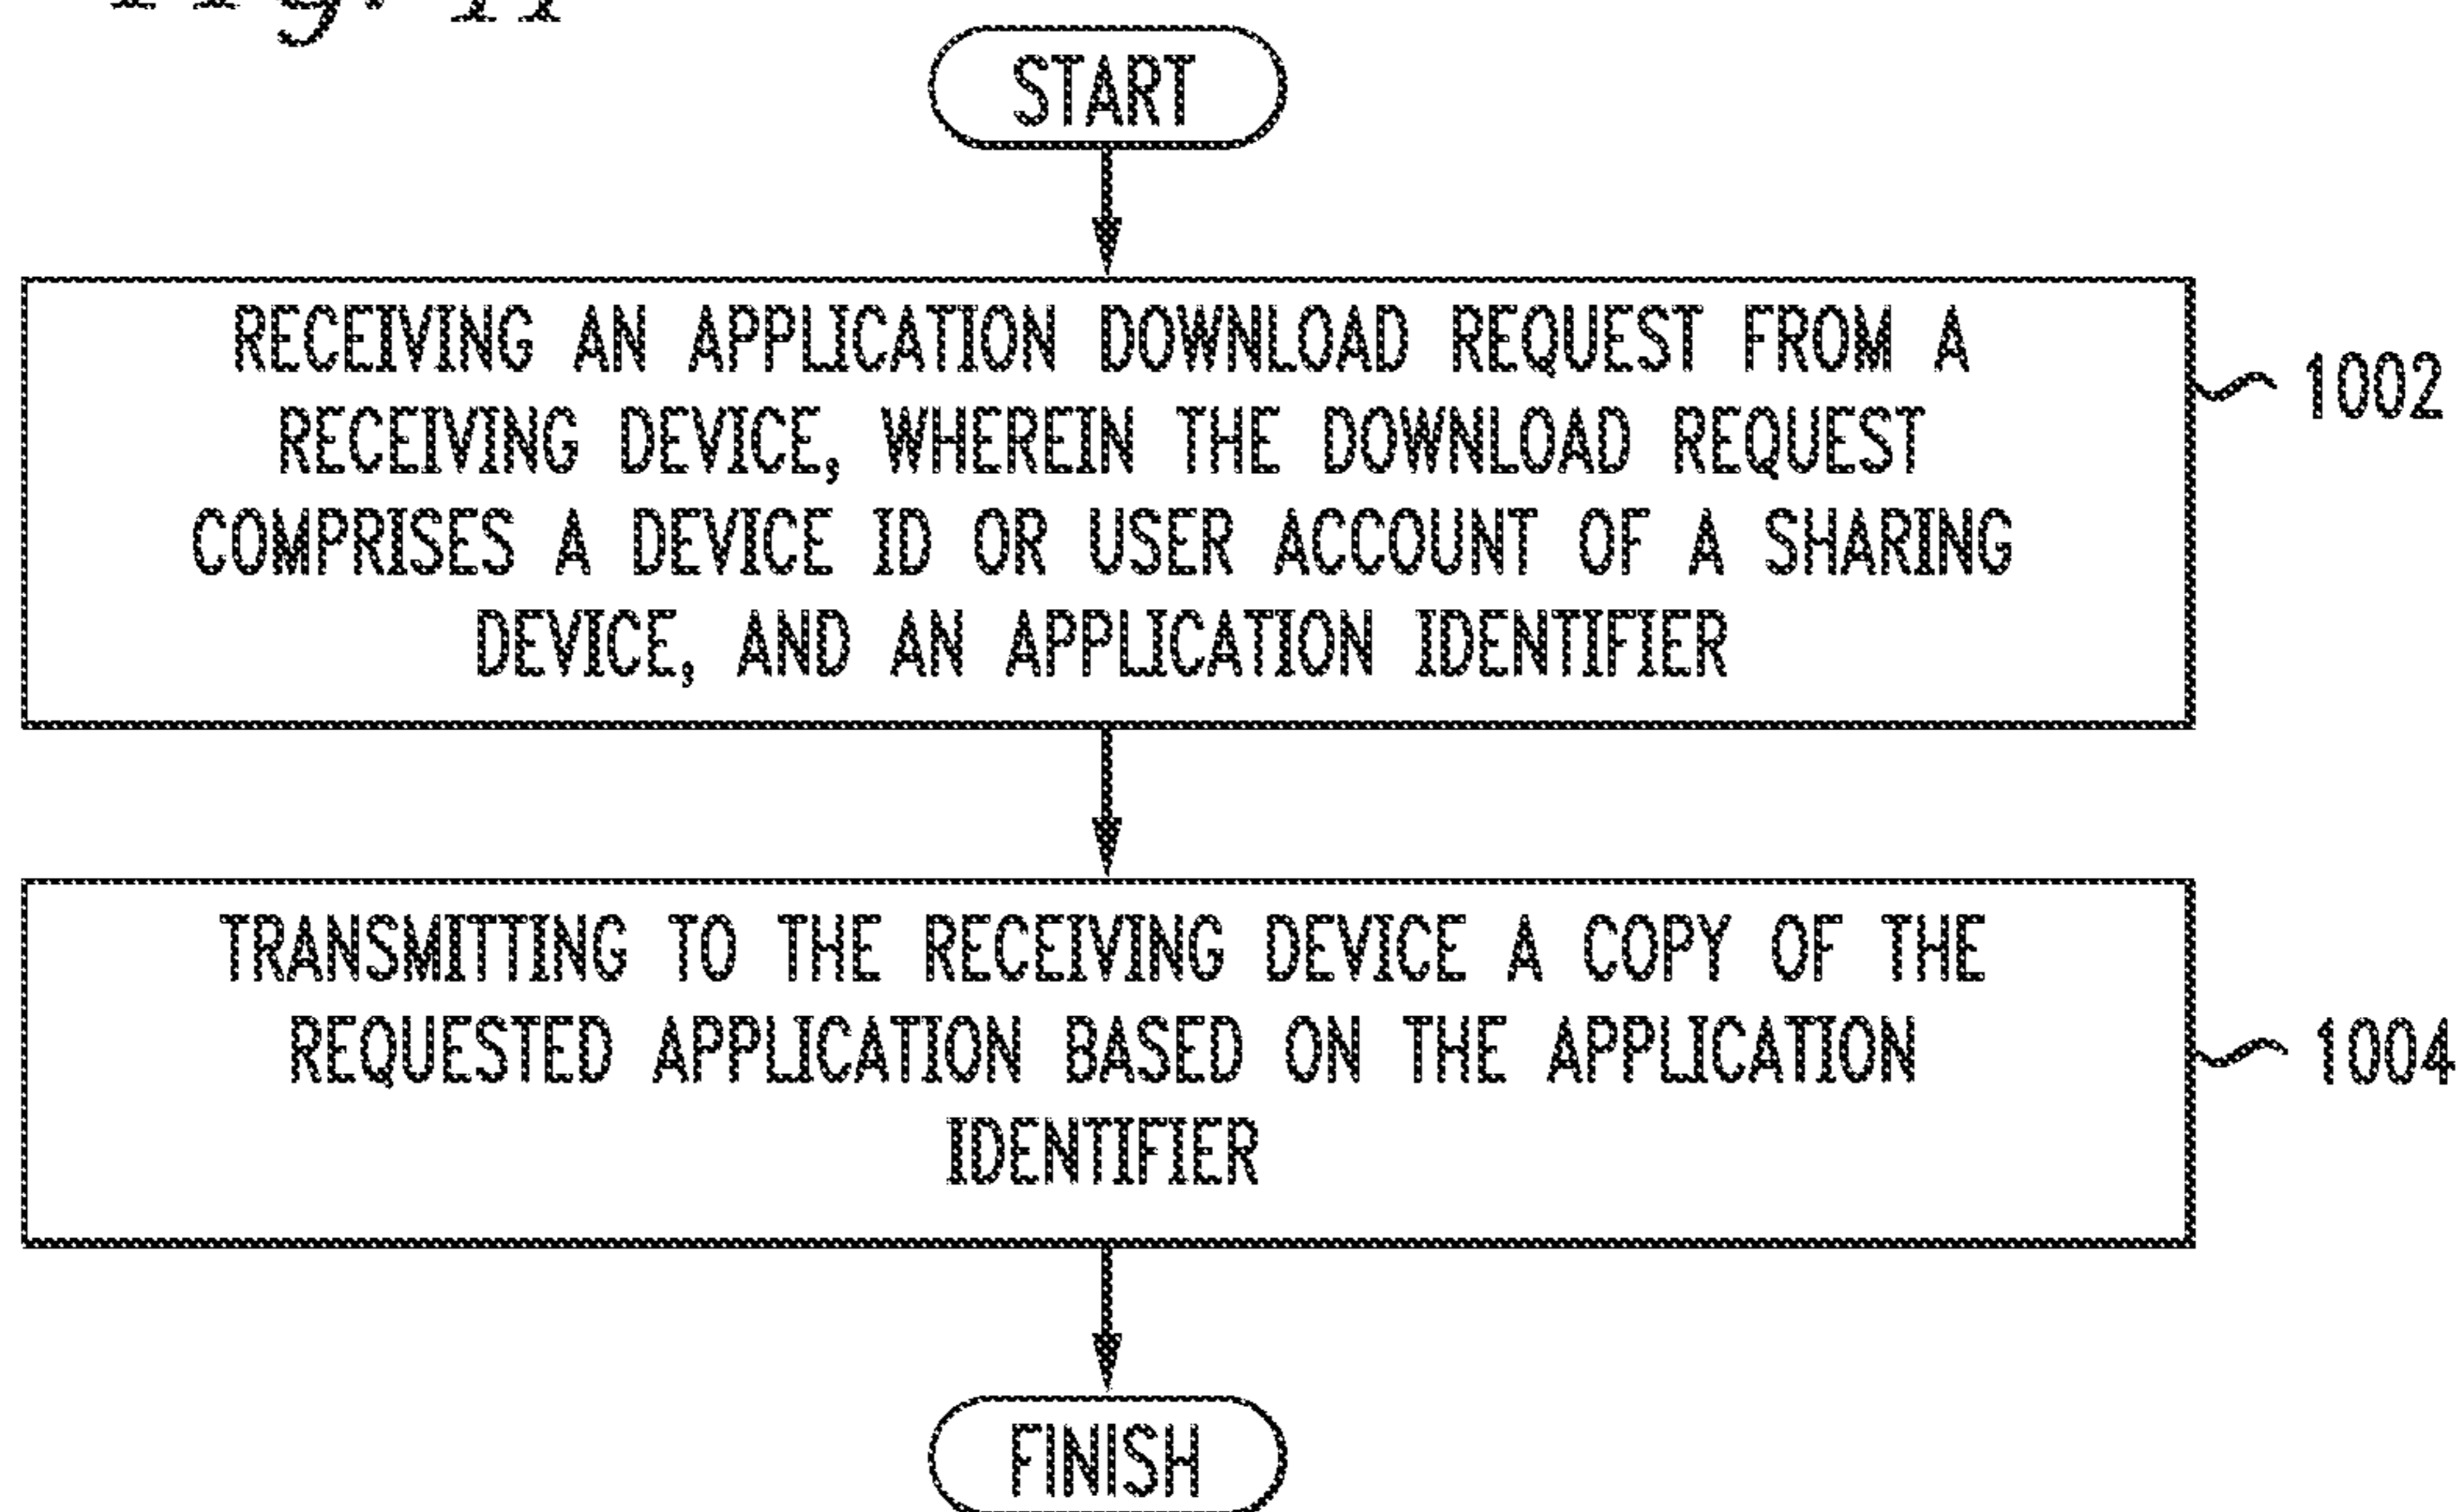 START
RECEIVING AN APPLICATION DOWNLOAD REQUEST FROM A
RECEIVING DEVICE, WHEREIN THE DOWNLOAD REQUEST
COMPRISES A DEVICE ID OR USER ACCOUNT OF A SHARING
DEVICE, AND AN APPLICATION IDENTIFIER
1002
TRANSMITTING TO THE RECEIVING DEVICE A COPY OF THE
REQUESTED APPLICATION BASED ON THE APPLICATION
IDENTIFIER
1004
FINISH